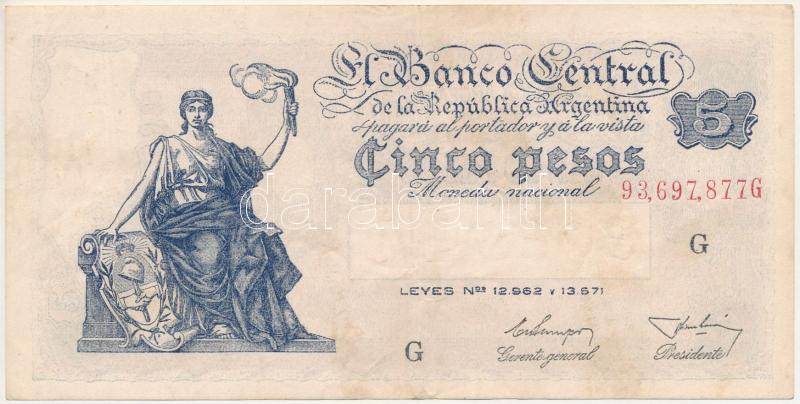 El Banco Central
de la República Argentina
pagará al portador y á la vista
5
Cinco pesos
Moneda nacional
93,697,877G
darabanth
G
LEYES Nos 12.962 Y 13.571
G
Gerente general
Presidente